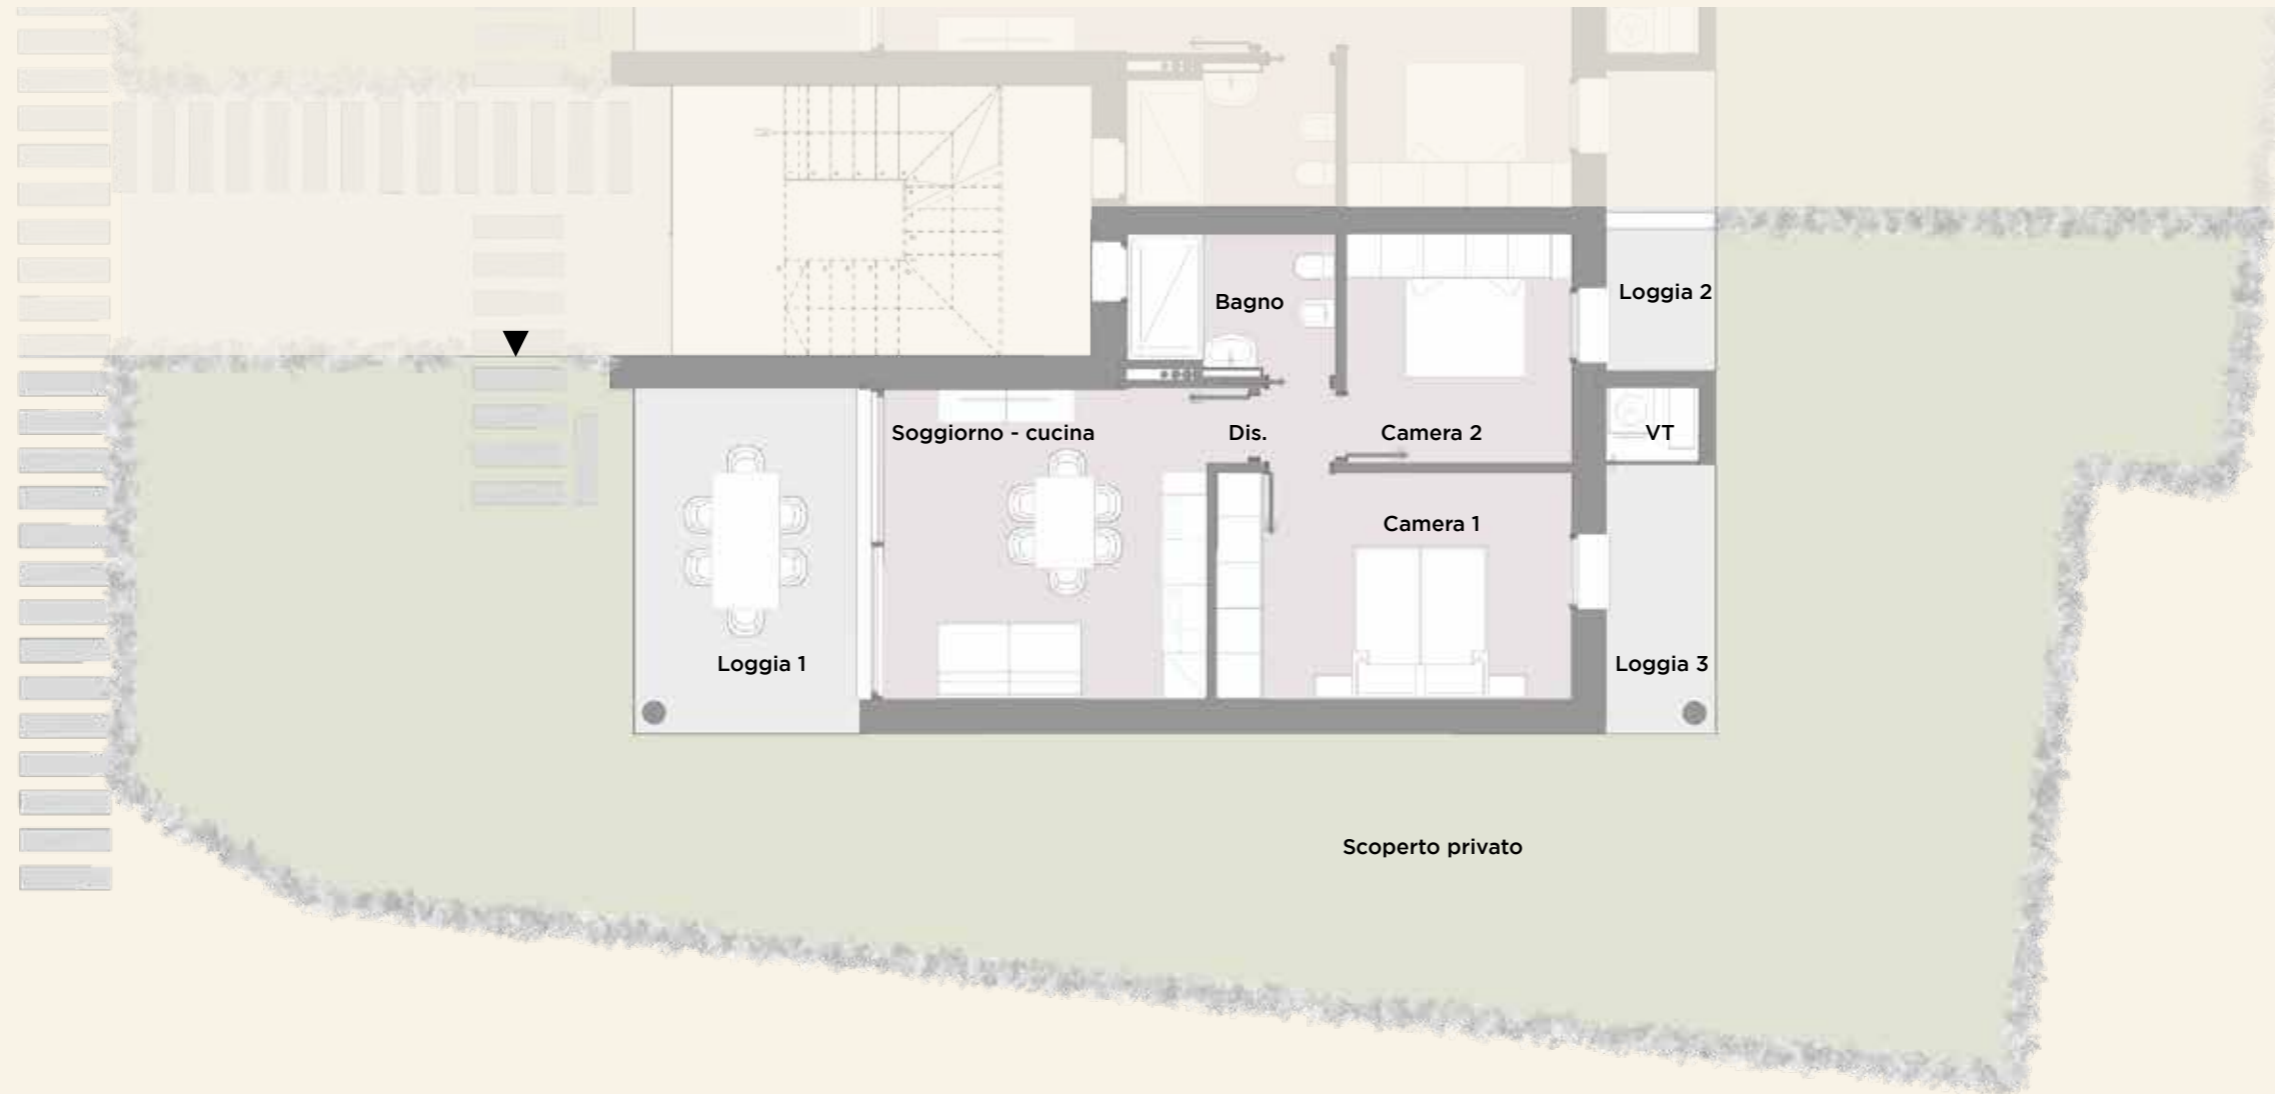 Loggia 2
Bagno
Soggiorno - cucina
Dis.
Camera 2
VT
Camera 1
Loggia 1
Loggia 3
Scoperto privato